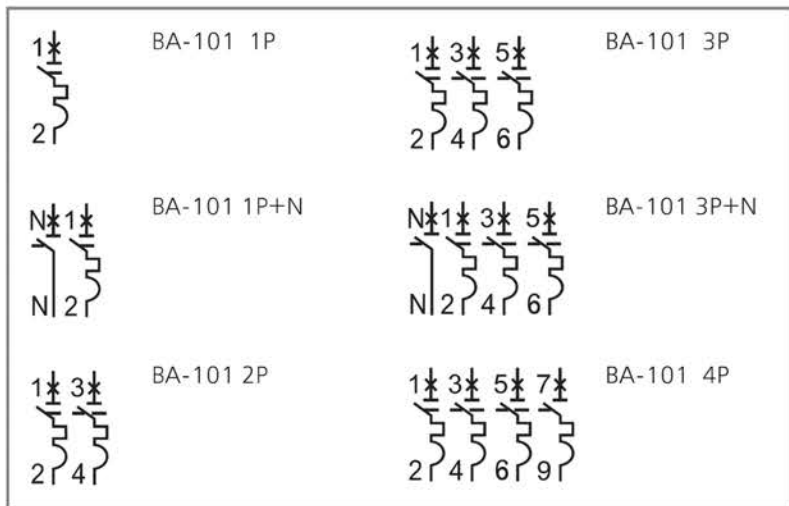 1 BA-101 1P
2
1 3 5 BA-101 3P
2 4 6
N 1 BA-101 1P+N
N 2
N 1 3 5 BA-101 3P+N
N 2 4 6
1 3 BA-101 2P
2 4
1 3 5 7 BA-101 4P
2 4 6 9